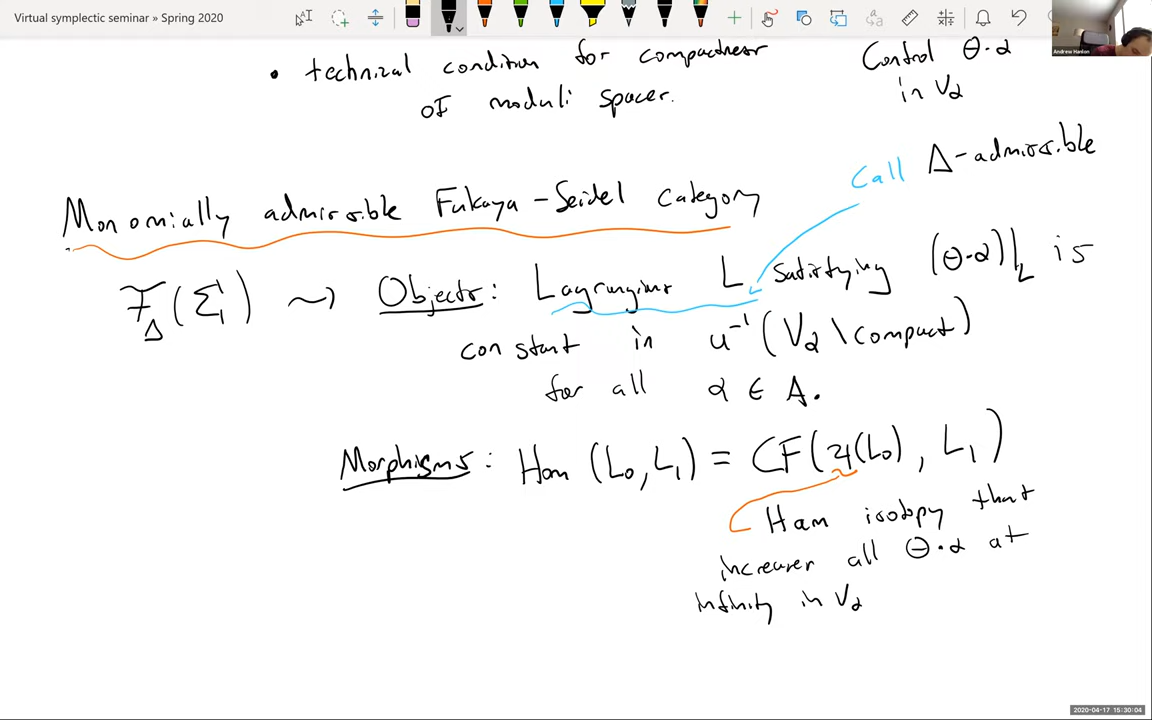 Virtual symplectic seminar » Spring 2020
Andrew Hanlon
• technical condition for compactness
of moduli spaces.
Control θ·α
in Vα
Call Δ-admissible
Monomially admissible Fukaya-Seidel category
F_Δ(Σ¹) ⇝ Objects: Lagrangians L satisfying (θ·α)|_L is
constant in u⁻¹(Vα \ compact)
for all α ∈ A.
Morphisms: Hom (L₀, L₁) = CF(ψ(L₀), L₁)
Ham isotopy that
increases all θ·α at
infinity in Vα
2020-04-17 15:30:04